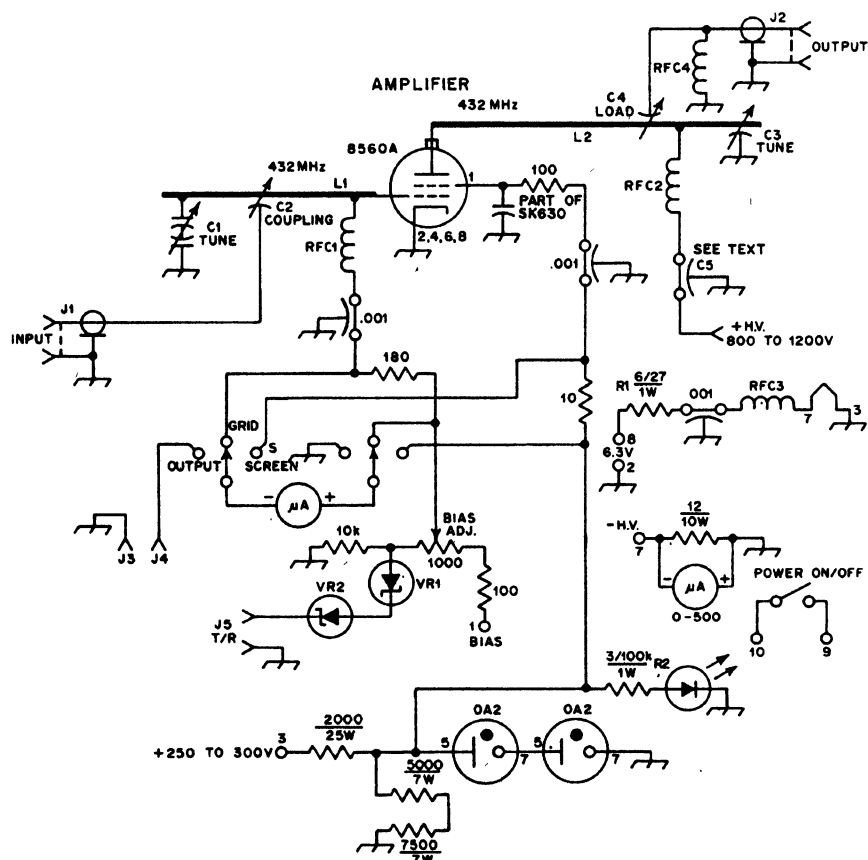 J2
OUTPUT
RFC4
AMPLIFIER
432 MHz
C4
LOAD
L2
C3
TUNE
8560A
432MHz
L1
1
100
PART OF
SK630
RFC2
C2
COUPLING
C1
TUNE
RFC1
2,4,6,8
.001
SEE TEXT
C5
J1
INPUT
.001
+H.V.
800 TO 1200V
180
10
R1
6/27
1W
001
RFC3
7
3
GRID
S
OUTPUT
SCREEN
8
6.3V
2
- μA +
-H.V.
7
12
10W
J3
J4
10k
BIAS
ADJ.
1000
- μA +
0-500
POWER ON/OFF
10
9
VR2
VR1
100
J5
T/R
1
BIAS
3/100k
1W
R2
0A2
0A2
+250 TO 300V
3
2000
25W
5
7
5
7
5000
7W
7500
7W